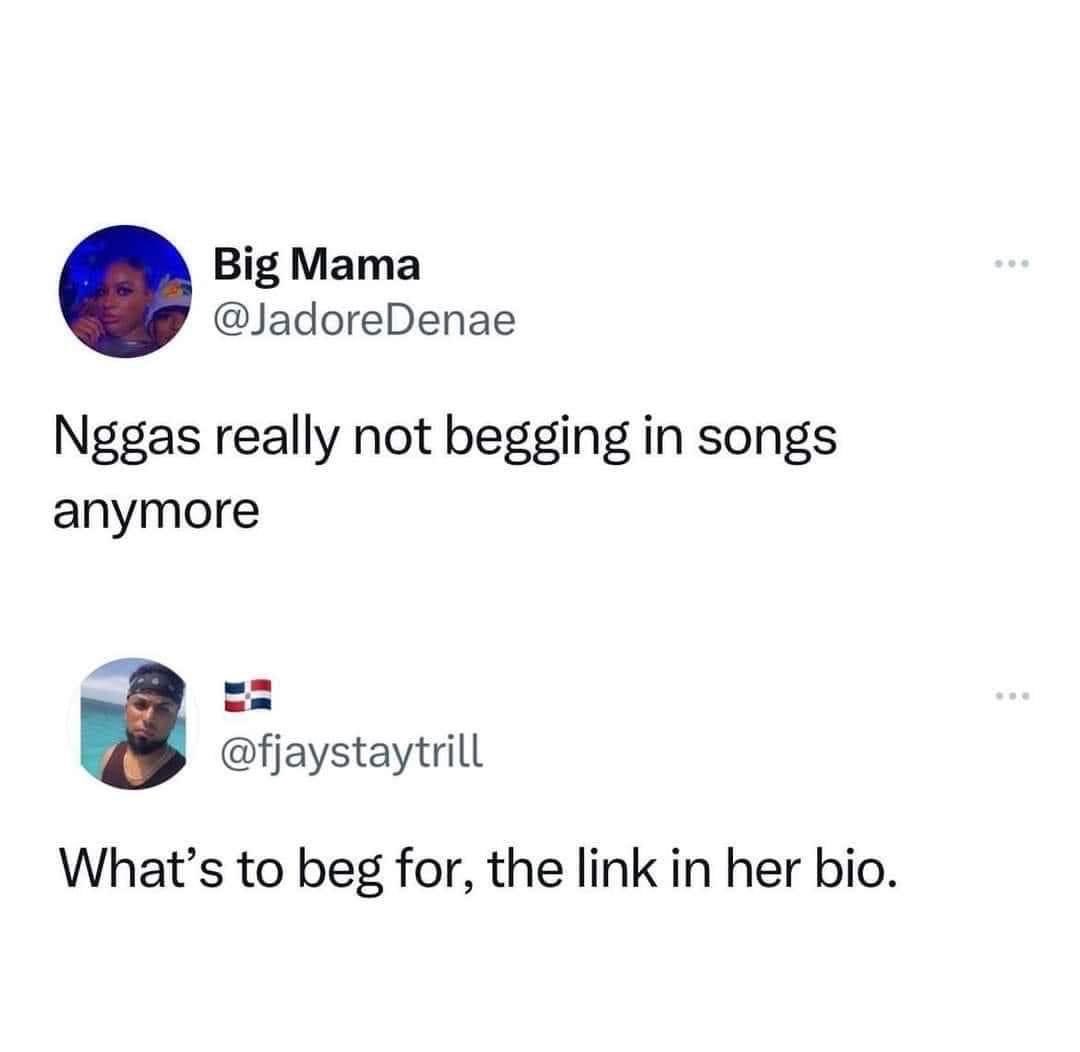 Big Mama
@JadoreDenae
Nggas really not begging in songs
anymore
@fjaystaytrill
What's to beg for, the link in her bio.